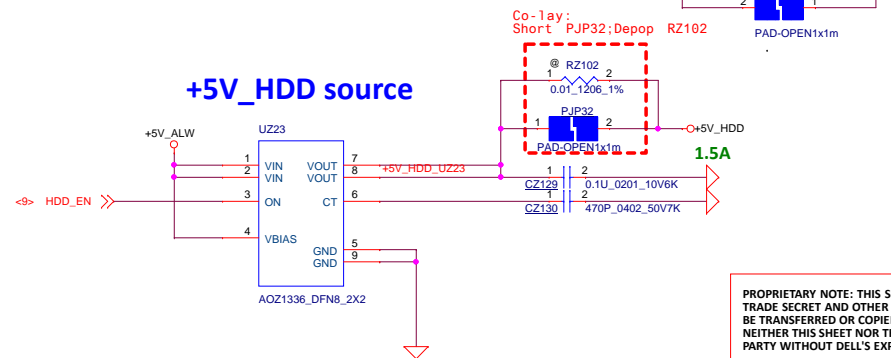 2
1
PAD-OPEN1x1m
Co-lay:
Short PJP32;Depop RZ102
@ RZ102
1 2
0.01_1206_1%
PJP32
1 2
PAD-OPEN1x1m
+5V_HDD
1.5A
+5V_HDD source
+5V_ALW
UZ23
1 VIN VOUT 7
2 VIN VOUT 8
+5V_HDD_UZ23
<9> HDD_EN
3 ON CT 6
4 VBIAS
GND 5
GND 9
AOZ1336_DFN8_2X2
1 2
CZ129 0.1U_0201_10V6K
1 2
CZ130 470P_0402_50V7K
PROPRIETARY NOTE: THIS S
TRADE SECRET AND OTHER
BE TRANSFERRED OR COPIE
NEITHER THIS SHEET NOR T
PARTY WITHOUT DELL'S EXP